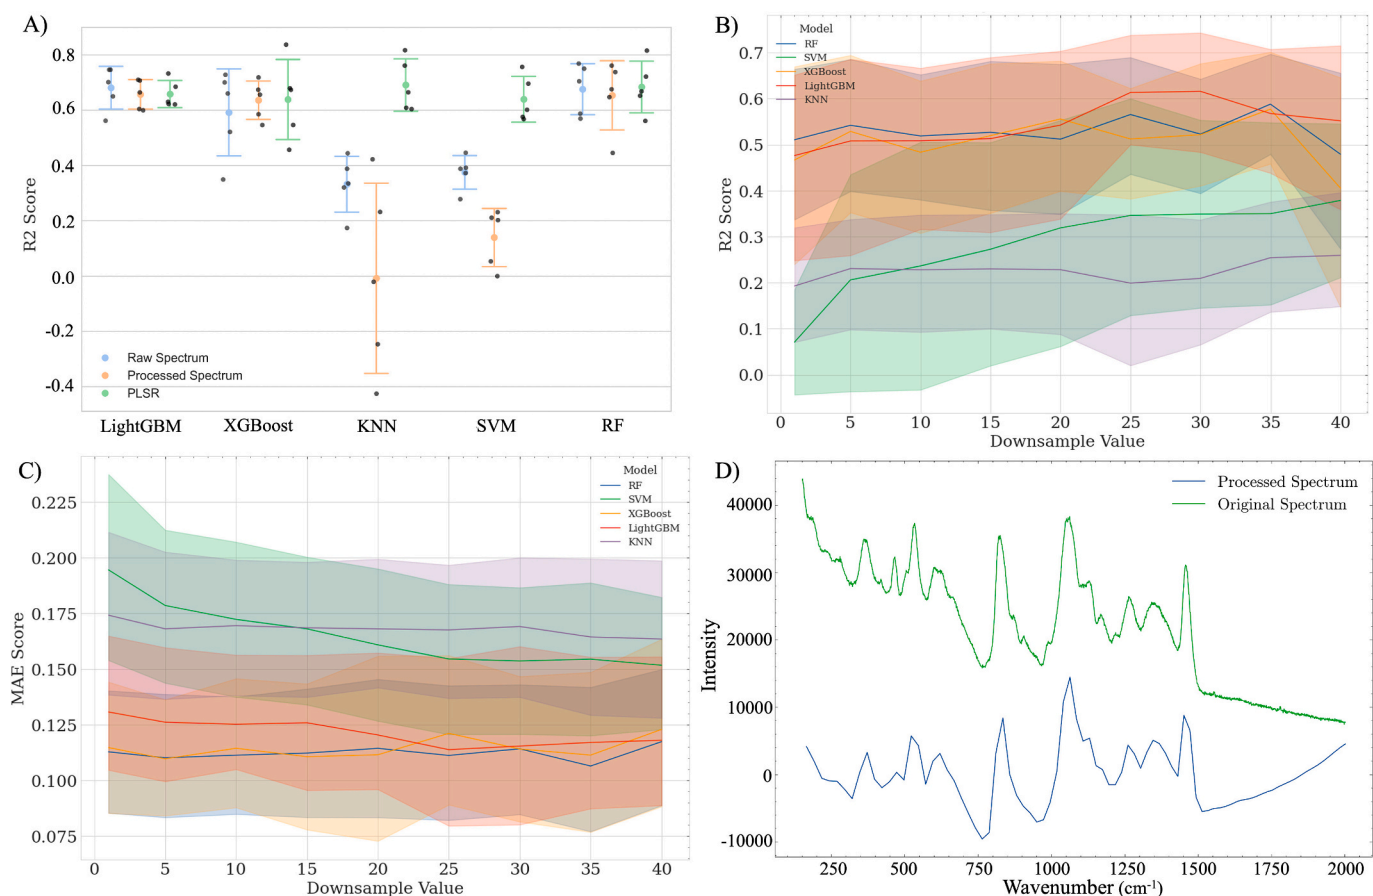 A)
0.8
0.6
0.4
0.2
0.0
-0.2
-0.4
R2 Score
Raw Spectrum
Processed Spectrum
PLSR
LightGBM XGBoost KNN SVM RF
B)
0.7
0.6
0.5
0.4
0.3
0.2
0.1
0.0
R2 Score
Model
RF
SVM
XGBoost
LightGBM
KNN
0 5 10 15 20 25 30 35 40
Downsample Value
C)
0.225
0.200
0.175
0.150
0.125
0.100
0.075
MAE Score
Model
RF
SVM
XGBoost
LightGBM
KNN
0 5 10 15 20 25 30 35 40
Downsample Value
D)
40000
30000
20000
10000
0
-10000
Intensity
Processed Spectrum
Original Spectrum
250 500 750 1000 1250 1500 1750 2000
Wavenumber (cm⁻¹)